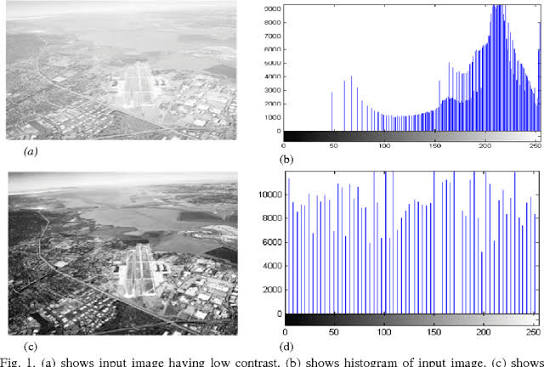 9000
8000
7000
6000
5000
4000
3000
2000
1000
0
0 50 100 150 200 250
(a)
(b)
10000
8000
6000
4000
2000
0
0 50 100 150 200 250
(c)
(d)
Fig. 1. (a) shows input image having low contrast, (b) shows histogram of input image, (c) shows